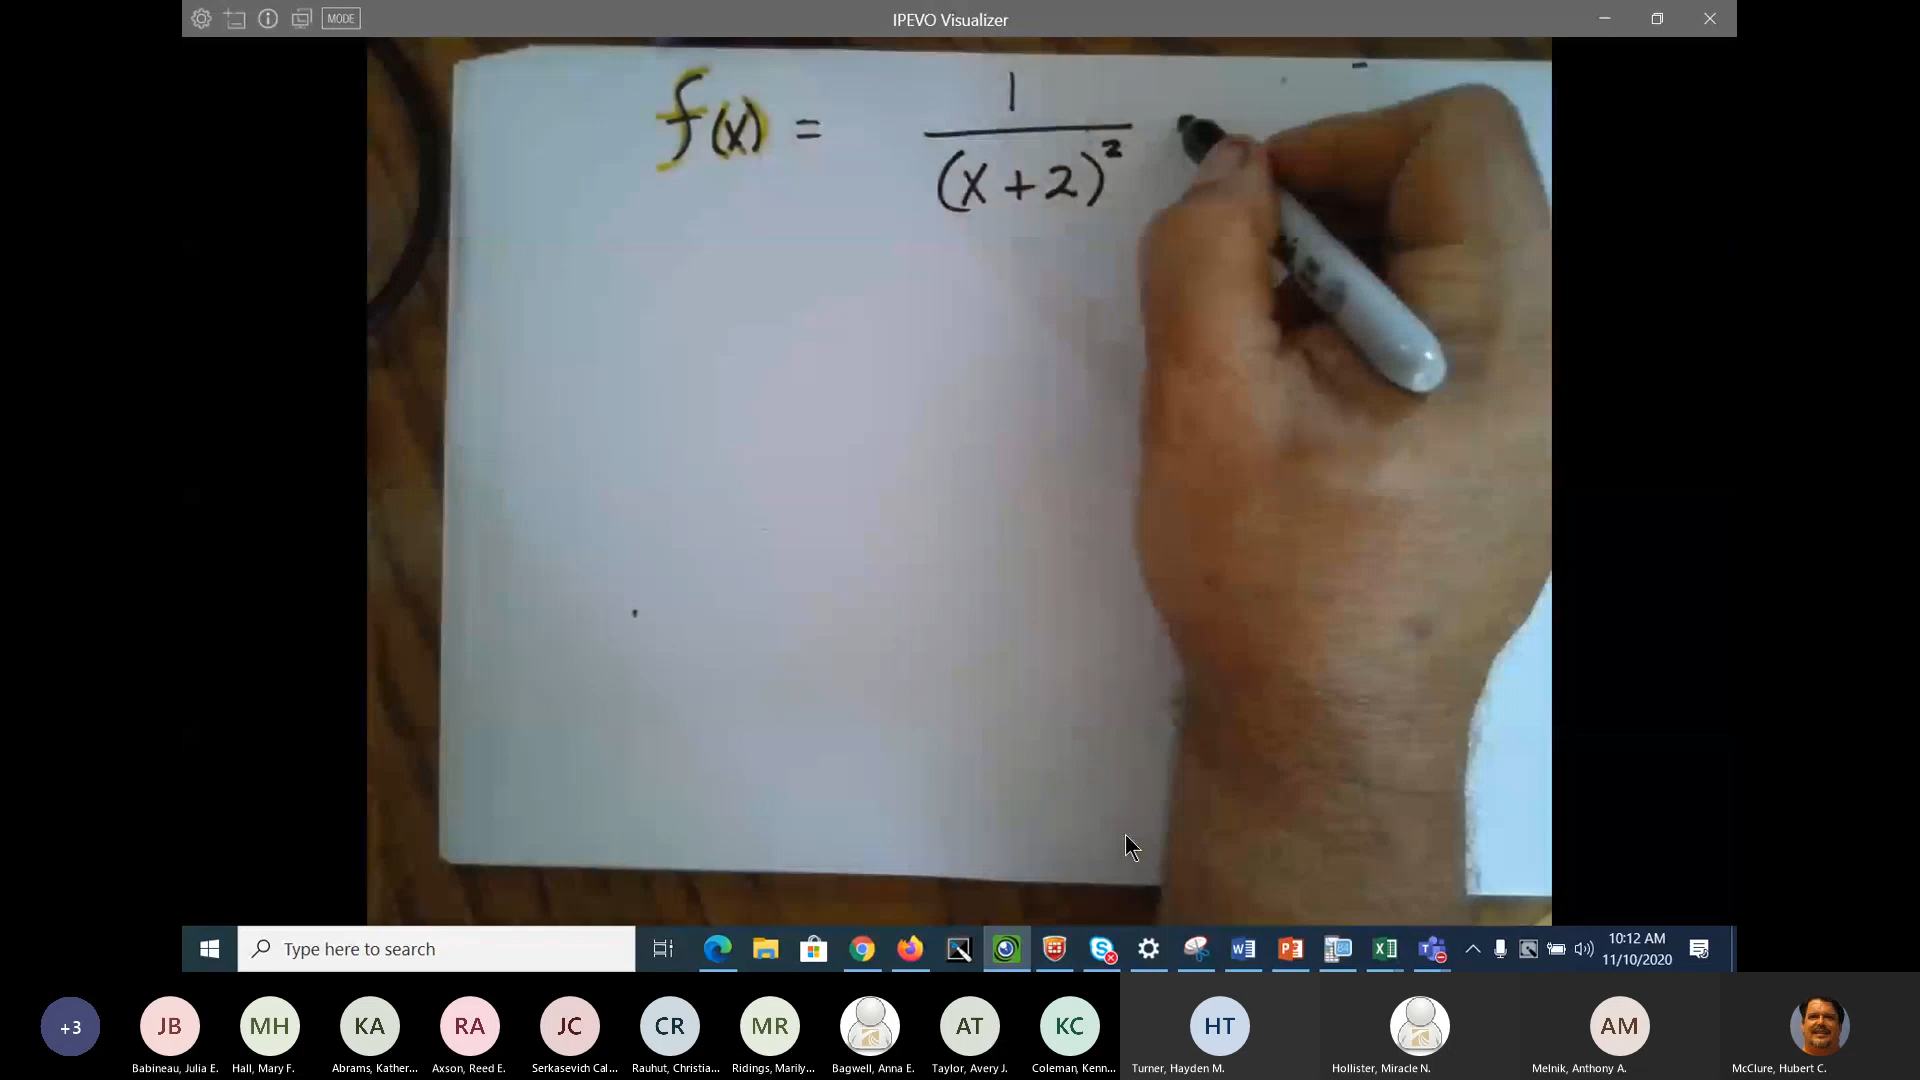 MODE
IPEVO Visualizer
f(x) = 1
(x+2)²
Type here to search
10:12 AM
11/10/2020
+3
JB
MH
KA
RA
JC
CR
MR
AT
KC
HT
AM
Babineau, Julia E.
Hall, Mary F.
Abrams, Kather...
Axson, Reed E.
Serkasevich Cal...
Rauhut, Christia...
Ridings, Marily...
Bagwell, Anna E.
Taylor, Avery J.
Coleman, Kenn...
Turner, Hayden M.
Hollister, Miracle N.
Melnik, Anthony A.
McClure, Hubert C.